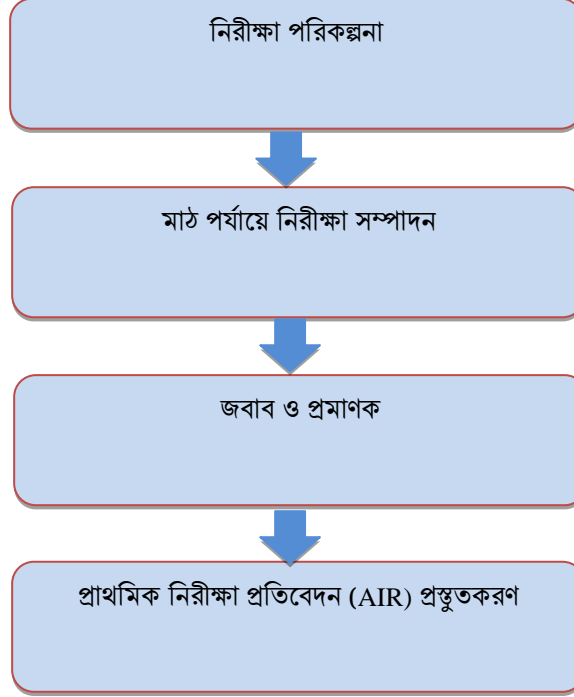 নিরীক্ষা পরিকল্পনা
মাঠ পর্যায়ে নিরীক্ষা সম্পাদন
জবাব ও প্রমাণক
প্রাথমিক নিরীক্ষা প্রতিবেদন (AIR) প্রস্তুতকরণ